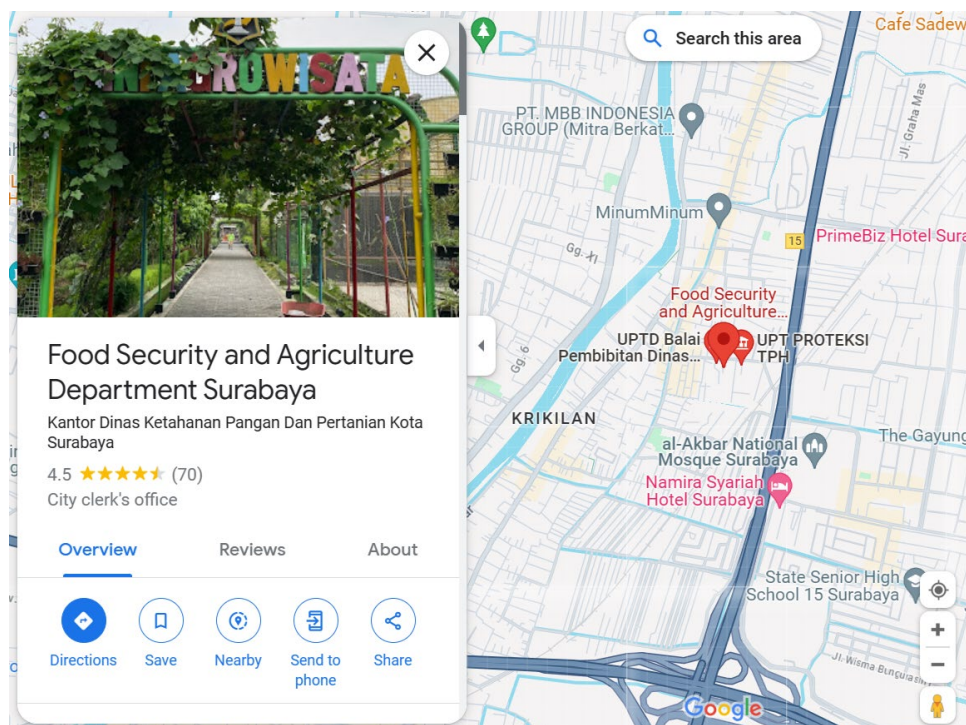 ROWISATA
Food Security and Agriculture
Department Surabaya
Kantor Dinas Ketahanan Pangan Dan Pertanian Kota
Surabaya
4.5
(70)
City clerk's office
Overview
Reviews
About
Directions
Save
Nearby
Send to
phone
Share
Search this area
Cafe Sadew
PT. MBB INDONESIA
GROUP (Mitra Berkat...
Jl. Graha Mas
MinumMinum
15
PrimeBiz Hotel Sura
Gg. XI
Food Security
and Agriculture...
UPTD Balai
Pembibitan Dinas...
UPT PROTEKSI
TPH
Gg. 6
KRIKILAN
al-Akbar National
Mosque Surabaya
The Gayung
Namira Syariah
Hotel Surabaya
State Senior High
School 15 Surabaya
Google